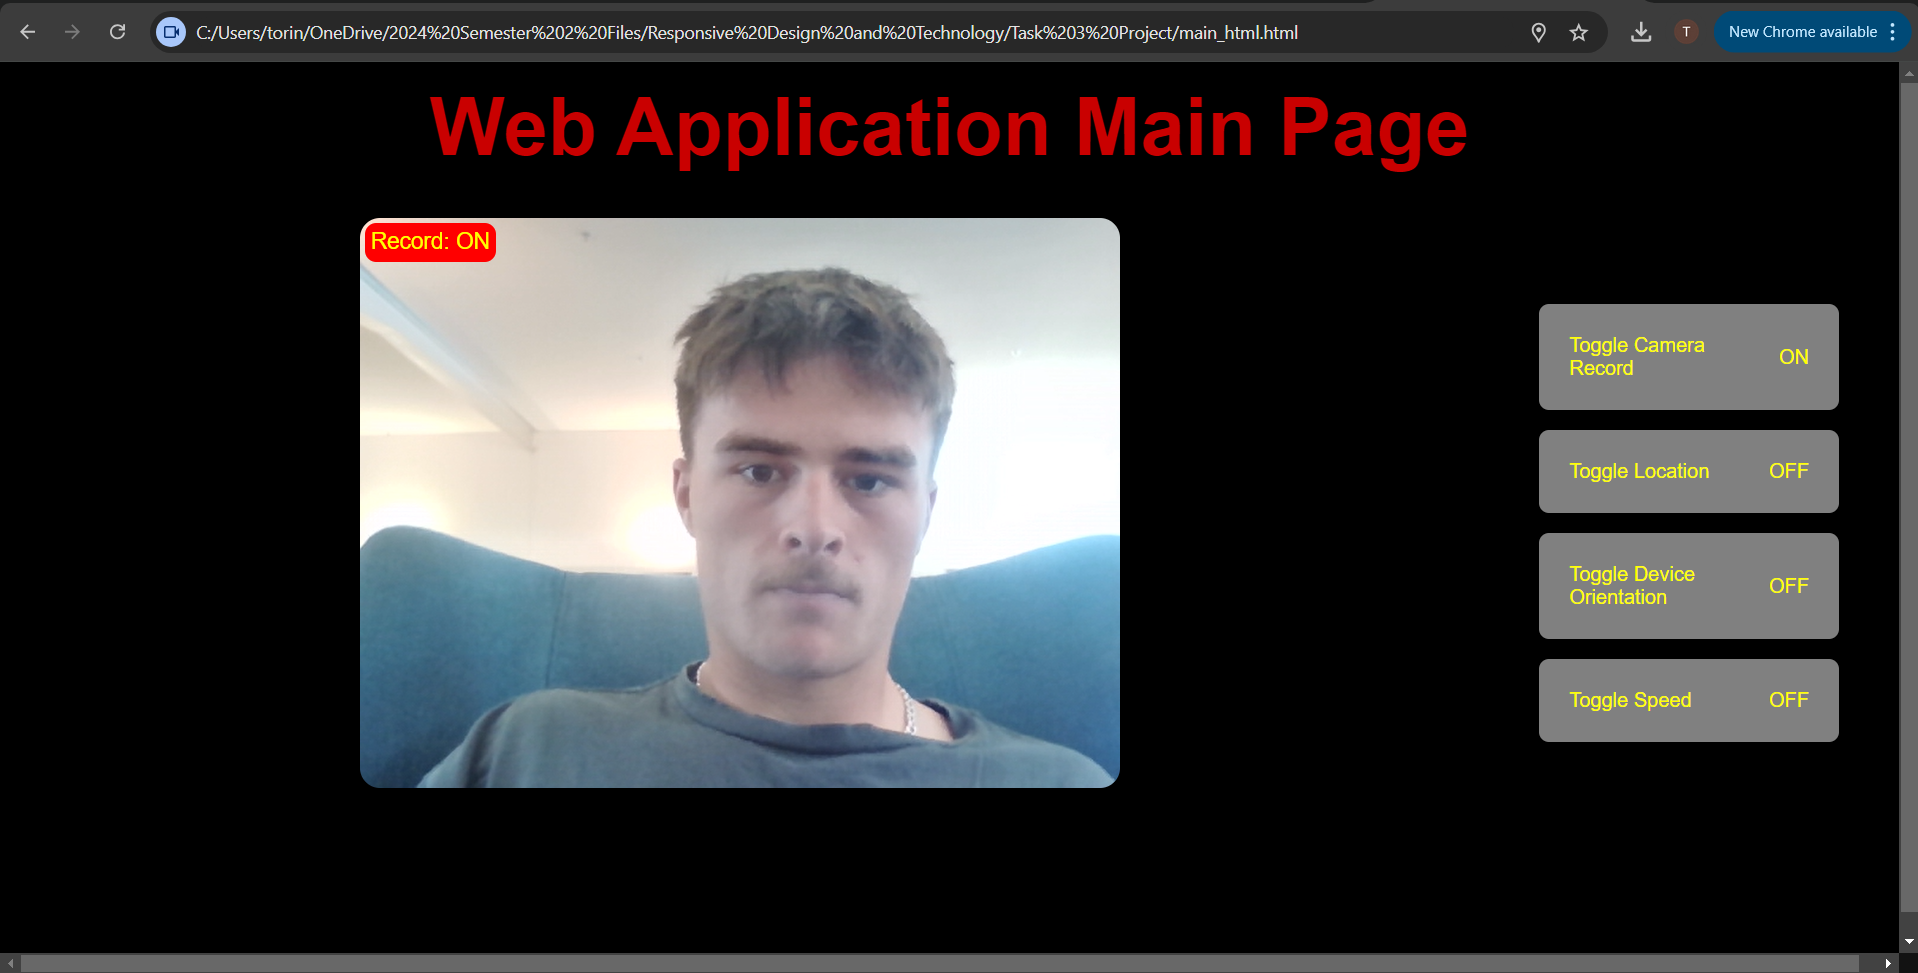 C:/Users/torin/OneDrive/2024%20Semester%202%20Files/Responsive%20Design%20and%20Technology/Task%203%20Project/main_html.html
T
New Chrome available
Web Application Main Page
Record: ON
Toggle Camera
Record
ON
Toggle Location
OFF
Toggle Device
Orientation
OFF
Toggle Speed
OFF